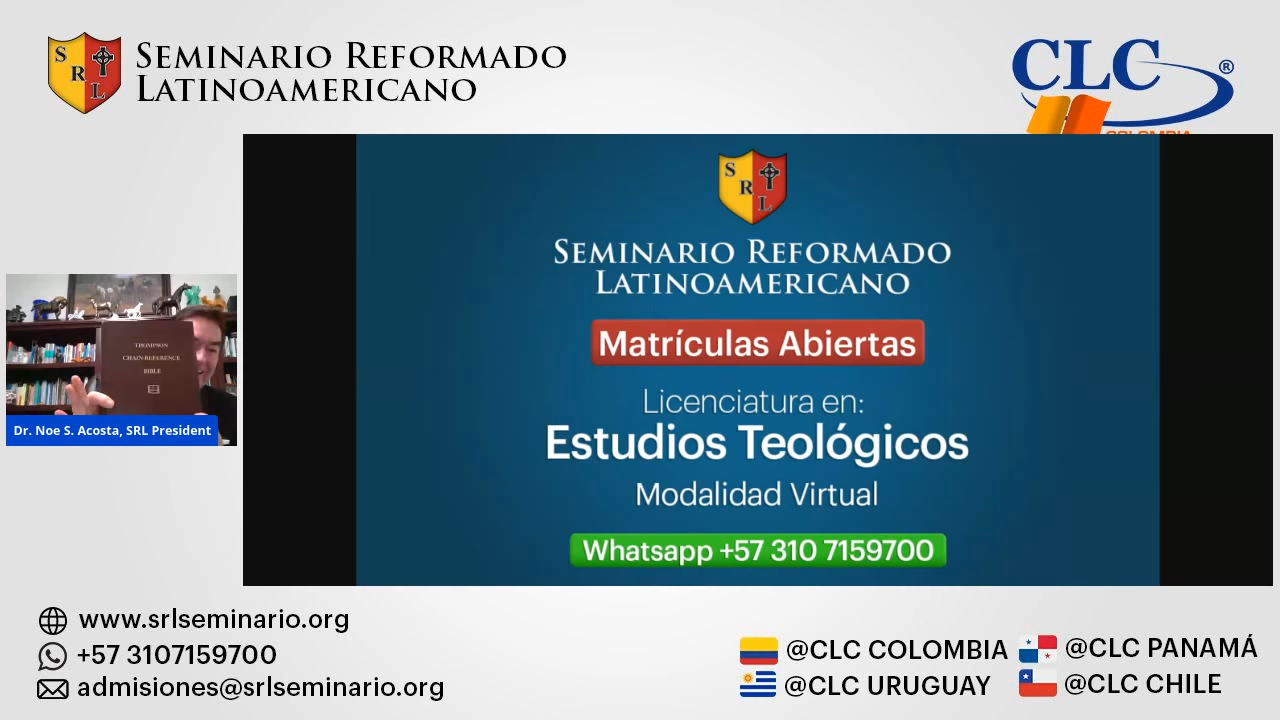 S
R
L
SEMINARIO REFORMADO
LATINOAMERICANO
CLC®
S
R
L
SEMINARIO REFORMADO
LATINOAMERICANO
Matrículas Abiertas
Licenciatura en:
Estudios Teológicos
Modalidad Virtual
Whatsapp +57 310 7159700
THOMPSON
CHAIN-REFERENCE
BIBLE
Dr. Noe S. Acosta, SRL President
www.srlseminario.org
+57 3107159700
admisiones@srlseminario.org
@CLC COLOMBIA
@CLC PANAMÁ
@CLC URUGUAY
@CLC CHILE